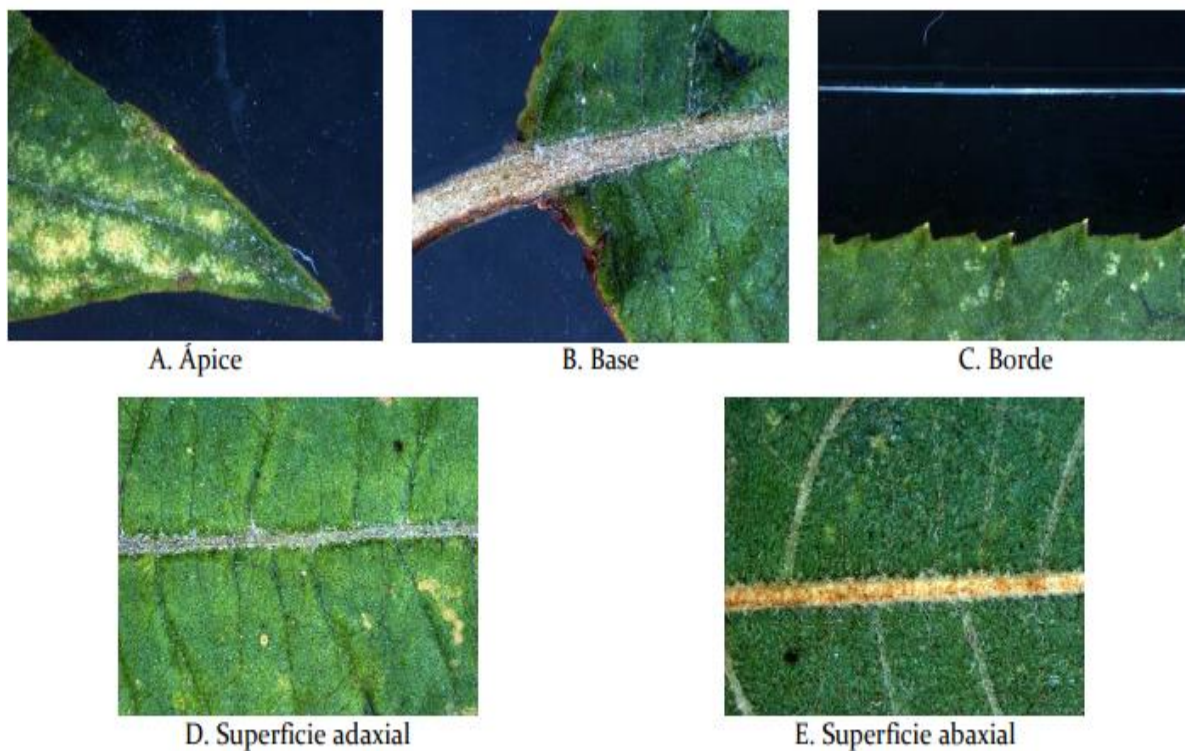 A. Ápice
B. Base
C. Borde
D. Superficie adaxial
E. Superficie abaxial